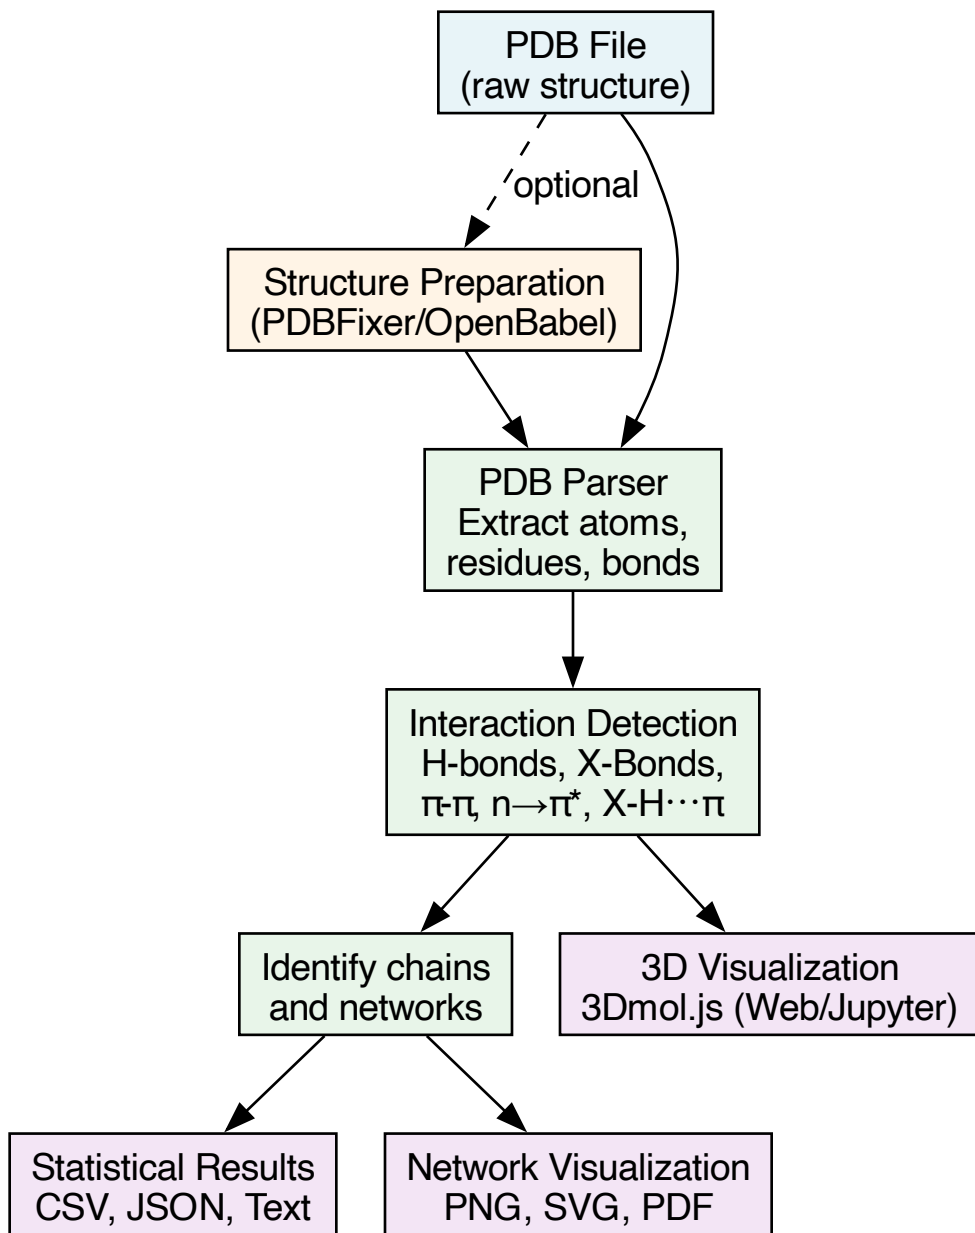 PDB File
(raw structure)
optional
Structure Preparation
(PDBFixer/OpenBabel)
PDB Parser
Extract atoms,
residues, bonds
Interaction Detection
H-bonds, X-Bonds,
π-π, n→π*, X-H⋯π
Identify chains
and networks
3D Visualization
3Dmol.js (Web/Jupyter)
Statistical Results
CSV, JSON, Text
Network Visualization
PNG, SVG, PDF